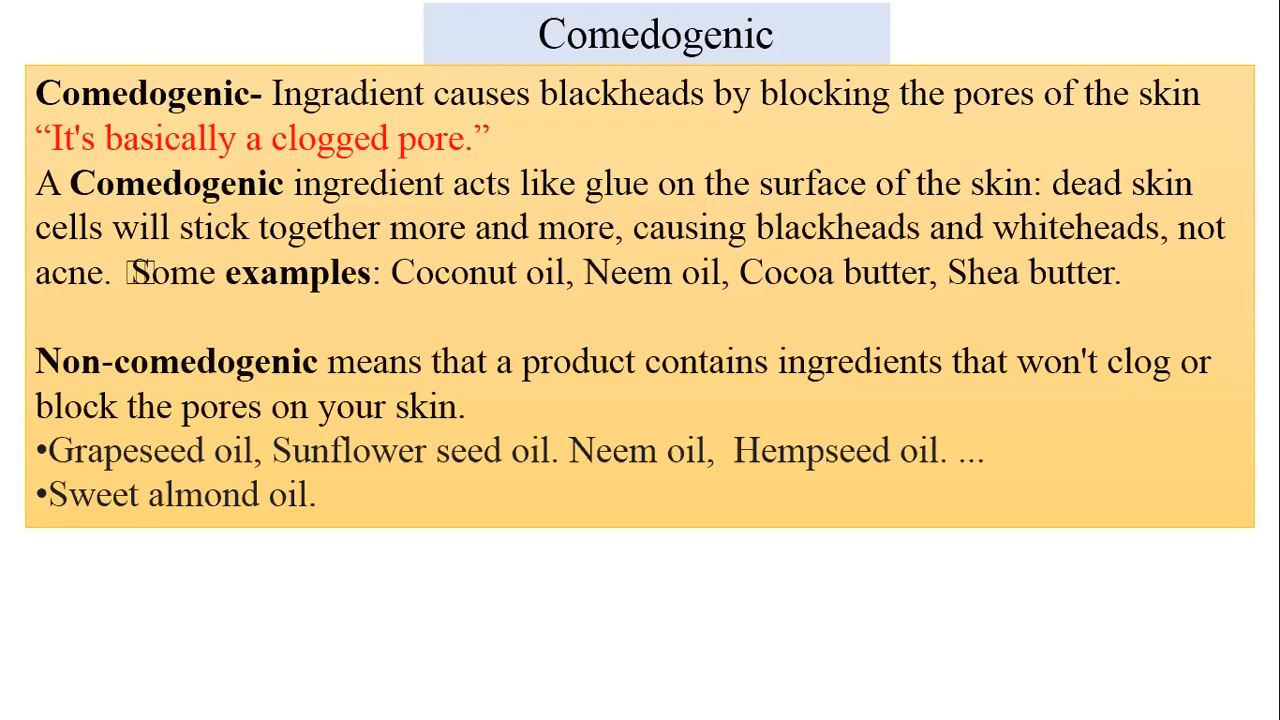 Comedogenic
Comedogenic- Ingradient causes blackheads by blocking the pores of the skin
“It's basically a clogged pore.”
A Comedogenic ingredient acts like glue on the surface of the skin: dead skin
cells will stick together more and more, causing blackheads and whiteheads, not
acne. Some examples: Coconut oil, Neem oil, Cocoa butter, Shea butter.
Non-comedogenic means that a product contains ingredients that won't clog or
block the pores on your skin.
•Grapeseed oil, Sunflower seed oil. Neem oil,  Hempseed oil. ...
•Sweet almond oil.